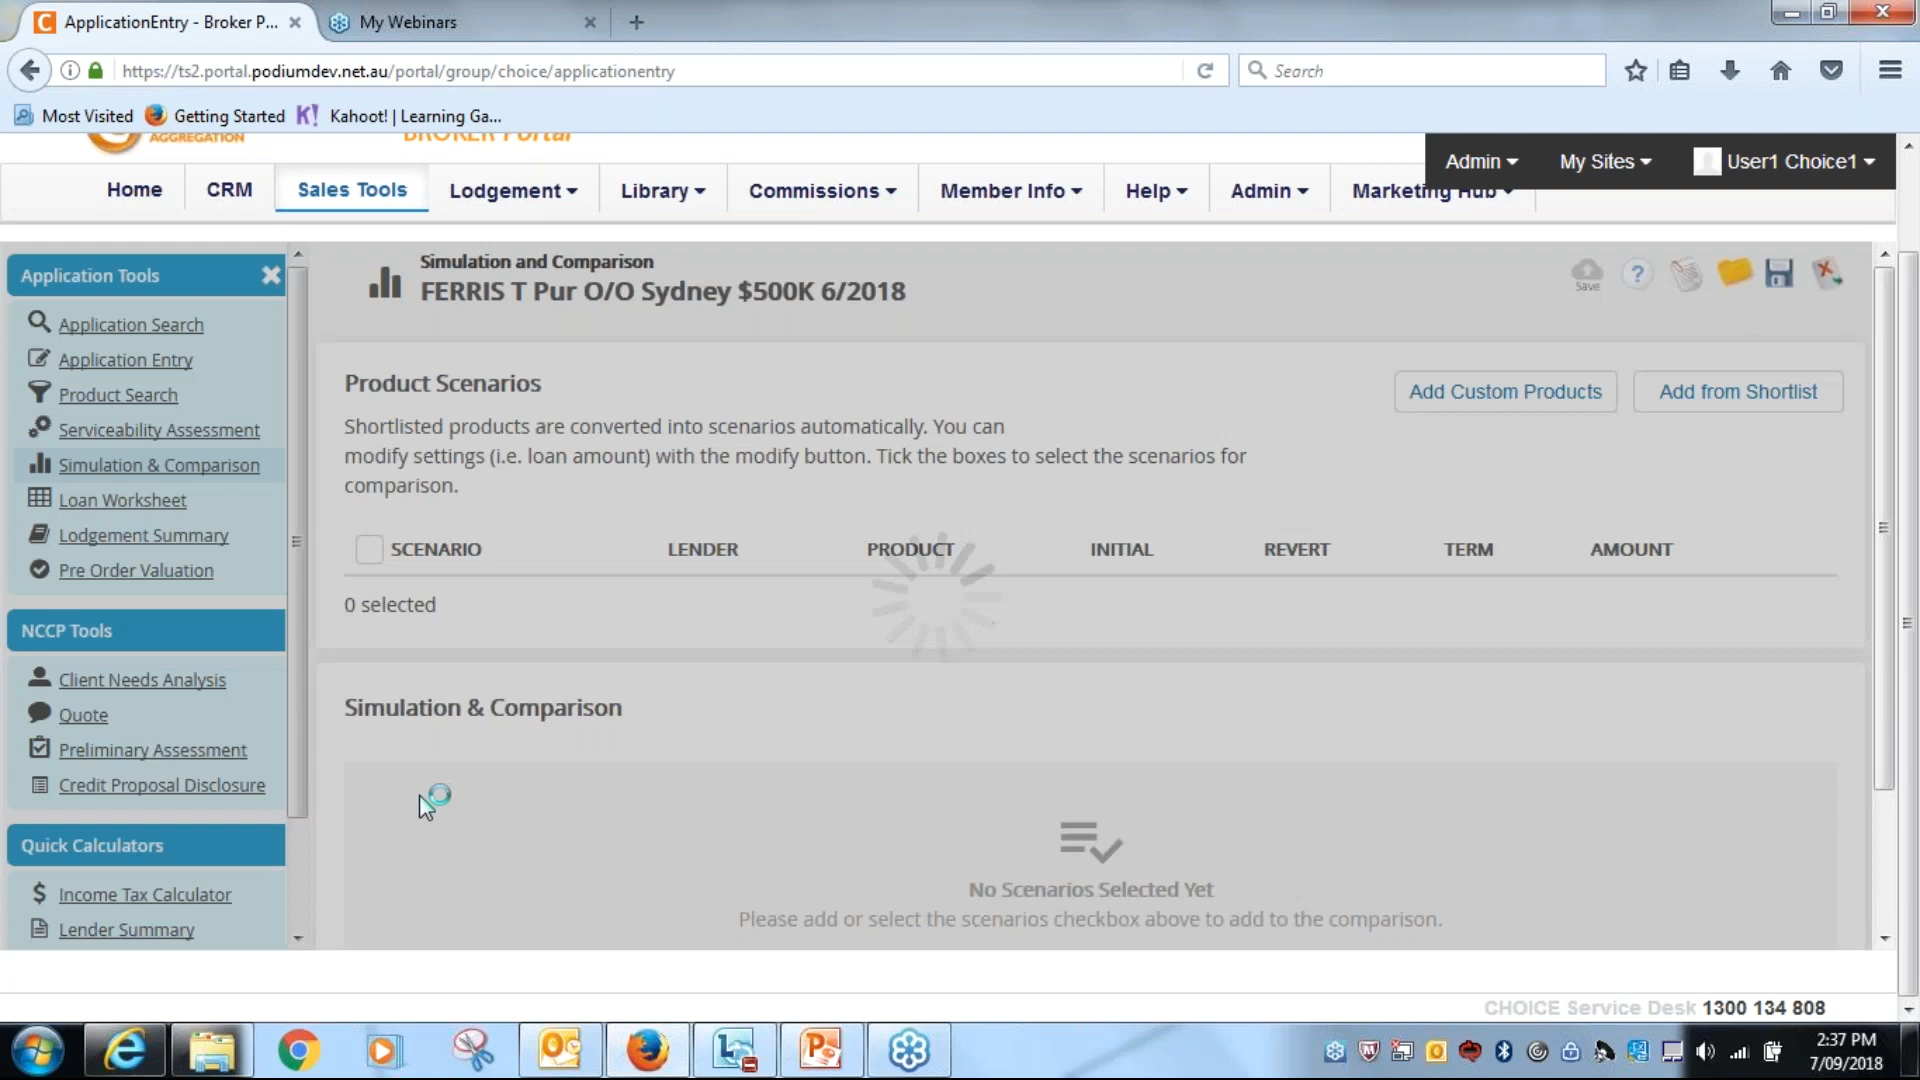 ApplicationEntry - Broker P...
My Webinars
https://ts2.portal.podiumdev.net.au/portal/group/choice/applicationentry
Search
Most Visited
Getting Started
Kahoot! | Learning Ga...
AGGREGATION
BROKER Portal
Admin
My Sites
User1 Choice1
Home
CRM
Sales Tools
Lodgement
Library
Commissions
Member Info
Help
Admin
Marketing Hub
Application Tools
Application Search
Application Entry
Product Search
Serviceability Assessment
Simulation & Comparison
Loan Worksheet
Lodgement Summary
Pre Order Valuation
NCCP Tools
Client Needs Analysis
Quote
Preliminary Assessment
Credit Proposal Disclosure
Quick Calculators
Income Tax Calculator
Lender Summary
Simulation and Comparison
FERRIS T Pur O/O Sydney $500K 6/2018
Save
Product Scenarios
Add Custom Products
Add from Shortlist
Shortlisted products are converted into scenarios automatically. You can
modify settings (i.e. loan amount) with the modify button. Tick the boxes to select the scenarios for
comparison.
SCENARIO LENDER PRODUCT INITIAL REVERT TERM AMOUNT
0 selected
Simulation & Comparison
No Scenarios Selected Yet
Please add or select the scenarios checkbox above to add to the comparison.
CHOICE Service Desk 1300 134 808
2:37 PM
7/09/2018